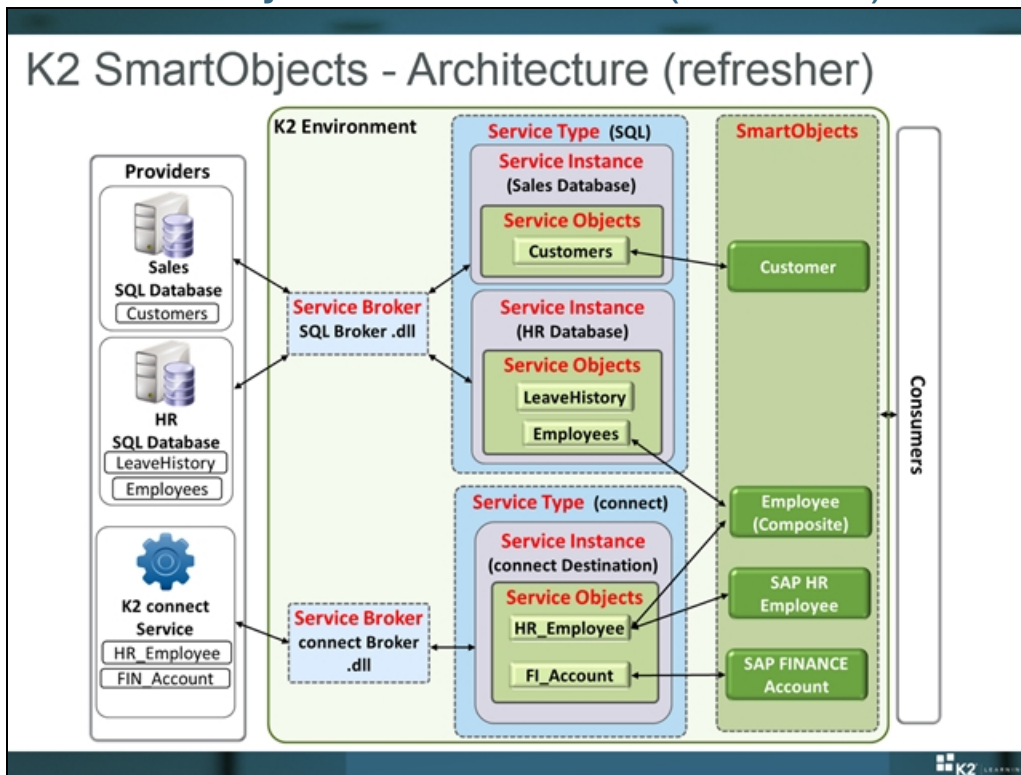 K2 SmartObjects - Architecture (refresher)
K2 Environment
Providers
Sales
SQL Database
Customers
HR
SQL Database
LeaveHistory
Employees
K2 connect
Service
HR_Employee
FIN_Account
Service Broker
SQL Broker .dll
Service Broker
connect Broker
.dll
Service Type (SQL)
Service Instance
(Sales Database)
Service Objects
Customers
Service Instance
(HR Database)
Service Objects
LeaveHistory
Employees
Service Type (connect)
Service Instance
(connect Destination)
Service Objects
HR_Employee
FI_Account
SmartObjects
Customer
Employee
(Composite)
SAP HR
Employee
SAP FINANCE
Account
Consumers
K2 LEARNING